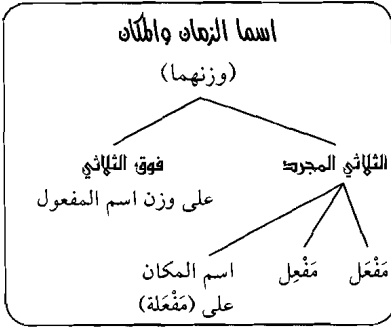 اسما الزمان والمكان
(وزنهما)
الثلاثي المجرد
فوق الثلاثي
على وزن اسم المفعول
مَفْعَل
مَفْعِل
اسم المكان
على (مَفْعَلة)